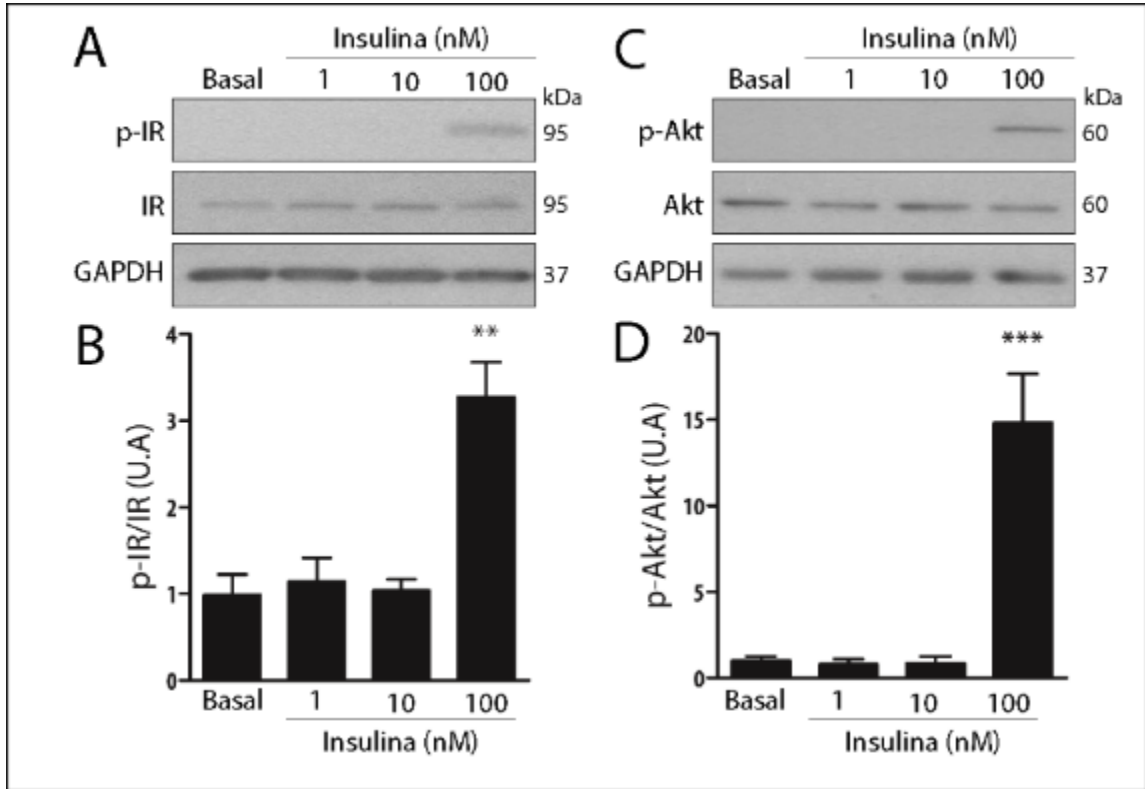 A
Insulina (nM)
Basal 1 10 100
kDa
p-IR 95
IR 95
GAPDH 37
B
**
4
3
2
1
0
p-IR/IR (U.A)
Basal 1 10 100
Insulina (nM)
C
Insulina (nM)
Basal 1 10 100
kDa
p-Akt 60
Akt 60
GAPDH 37
D
***
20
15
10
5
0
p-Akt/Akt (U.A)
Basal 1 10 100
Insulina (nM)